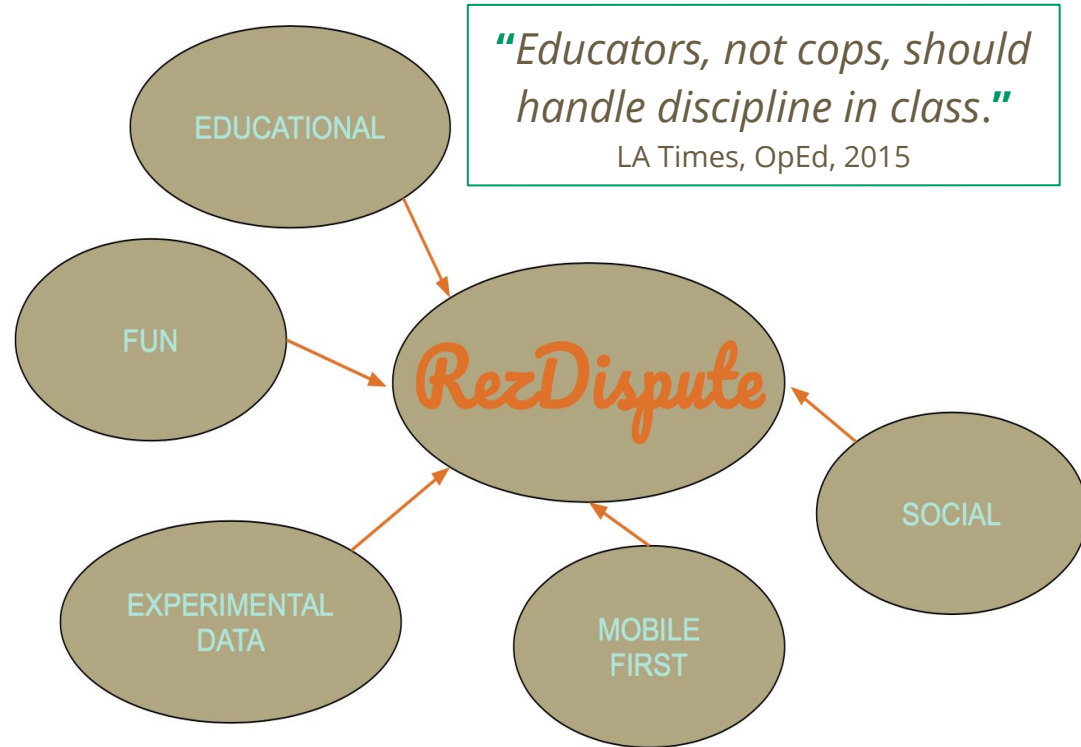 “Educators, not cops, should
handle discipline in class.”
LA Times, OpEd, 2015
EDUCATIONAL
FUN
RezDispute
SOCIAL
EXPERIMENTAL
DATA
MOBILE
FIRST